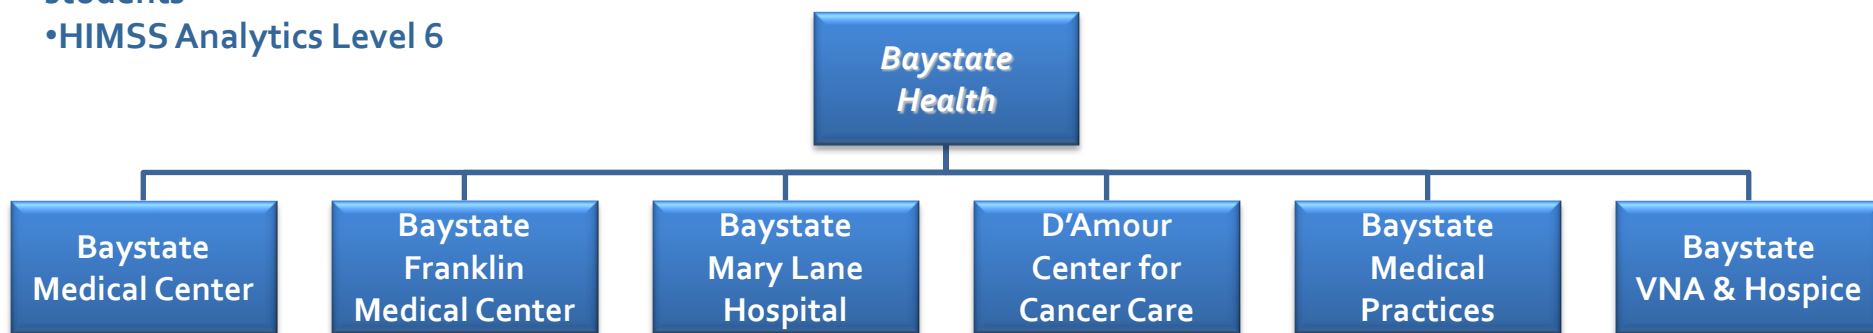 students
•HIMSS Analytics Level 6
Baystate
Health
Baystate
Medical Center
Baystate
Franklin
Medical Center
Baystate
Mary Lane
Hospital
D’Amour
Center for
Cancer Care
Baystate
Medical
Practices
Baystate
VNA & Hospice